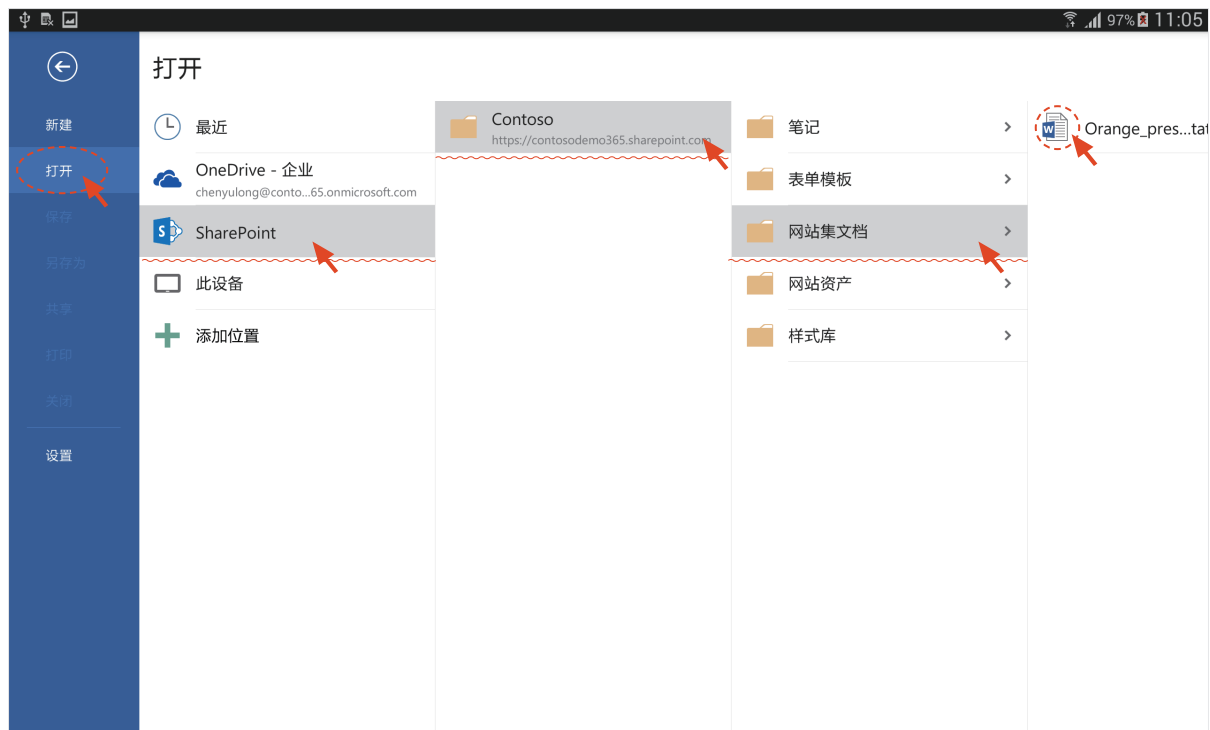 97% 11:05
打开
新建
打开
保存
另存为
共享
打印
关闭
设置
最近
OneDrive - 企业
chenyulong@conto...65.onmicrosoft.com
SharePoint
此设备
添加位置
Contoso
https://contosodemo365.sharepoint.com
笔记
表单模板
网站集文档
网站资产
样式库
Orange_pres...tat